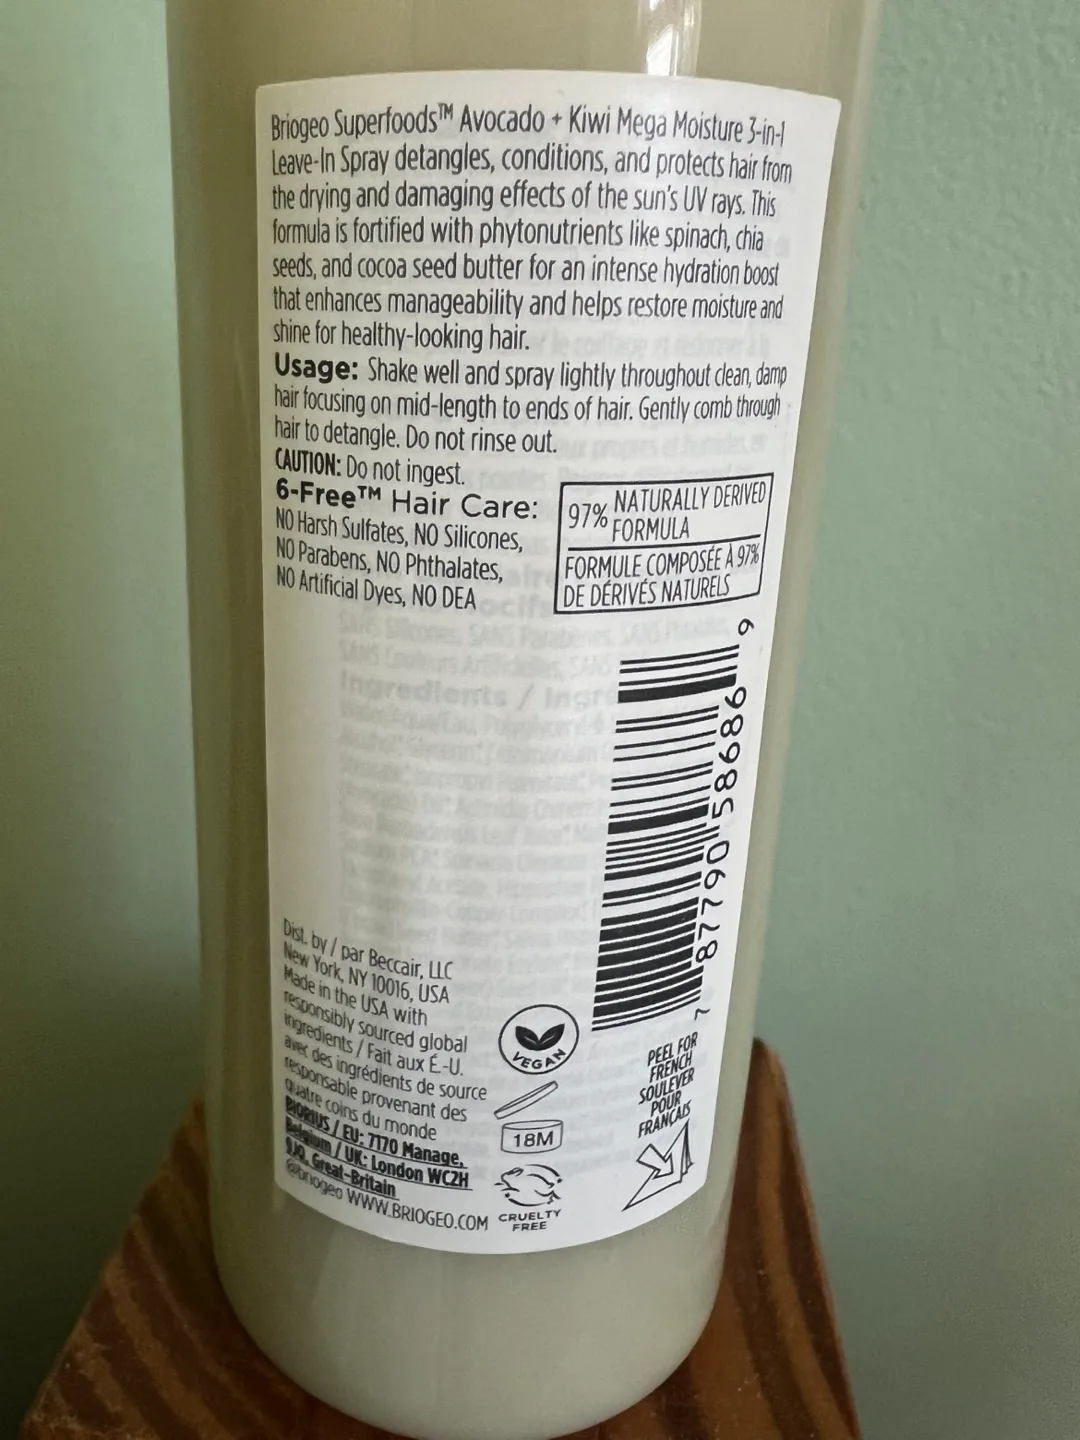 Briogeo Superfoods™ Avocado + Kiwi Mega Moisture 3-in-1
Leave-In Spray detangles, conditions, and protects hair from
the drying and damaging effects of the sun's UV rays. This
formula is fortified with phytonutrients like spinach, chia
seeds, and cocoa seed butter for an intense hydration boost
that enhances manageability and helps restore moisture and
shine for healthy-looking hair.
Usage: Shake well and spray lightly throughout clean, damp
hair focusing on mid-length to ends of hair. Gently comb through
hair to detangle. Do not rinse out.
CAUTION: Do not ingest.
6-Free™ Hair Care:
NO Harsh Sulfates, NO Silicones,
NO Parabens, NO Phthalates,
NO Artificial Dyes, NO DEA
97% NATURALLY DERIVED
FORMULA
FORMULE COMPOSÉE À 97%
DE DÉRIVÉS NATURELS
Ingredients /
7 87790 58686 9
Dist. by / par Beccair, LLC
New York, NY 10016, USA
Made in the USA with
responsibly sourced global
ingredients / Fait aux É.-U.
avec des ingrédients de source
responsable provenant des
quatre coins du monde
BIORIUS / EU: 7170 Manage,
Belgium / UK: London WC2H
9JQ, Great-Britain
@briogeo WWW.BRIOGEO.COM
VEGAN
18M
CRUELTY
FREE
PEEL FOR
FRENCH
SOULEVER
POUR
FRANÇAIS